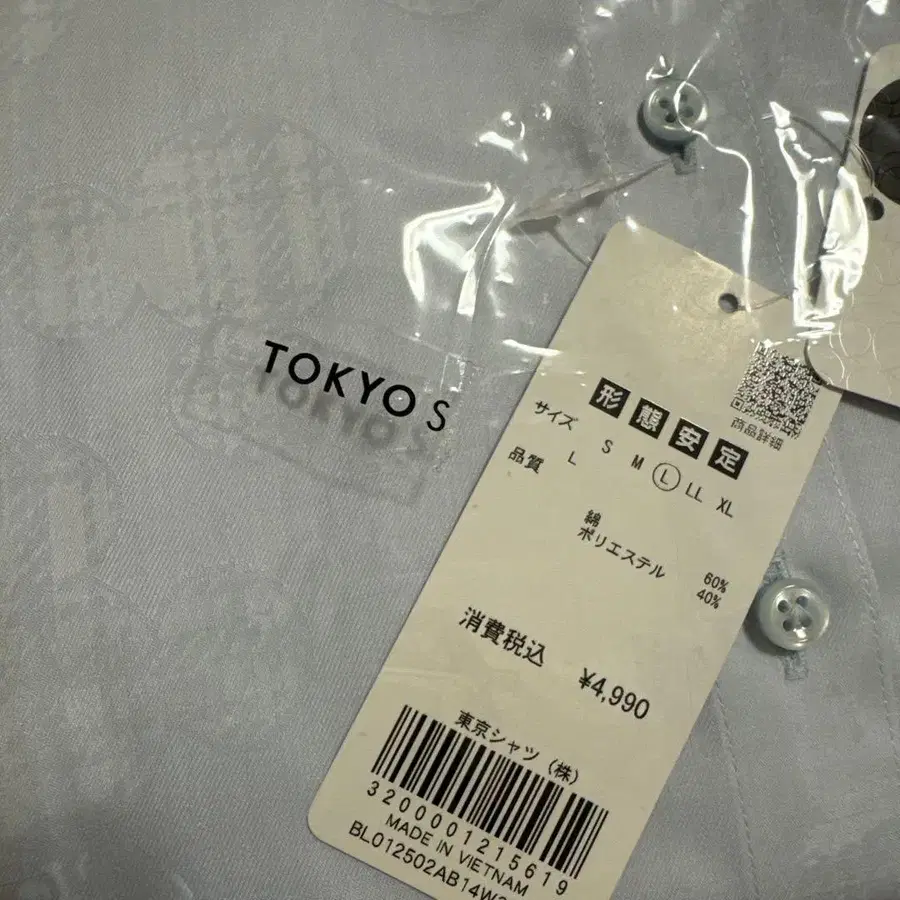 TOKYO S
形態安定
商品詳細
サイズ L S M L LL XL
品質
綿 60%
ポリエステル 40%
消費税込
¥4,990
東京シャツ(株)
3200001215619
MADE IN VIETNAM